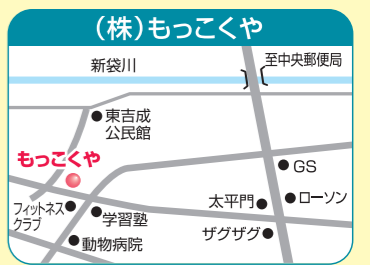 (株)もっこくや
新袋川
至中央郵便局
東吉成
公民館
もっこくや
GS
フィットネス
クラブ
学習塾
太平門
ローソン
ザグザグ
動物病院